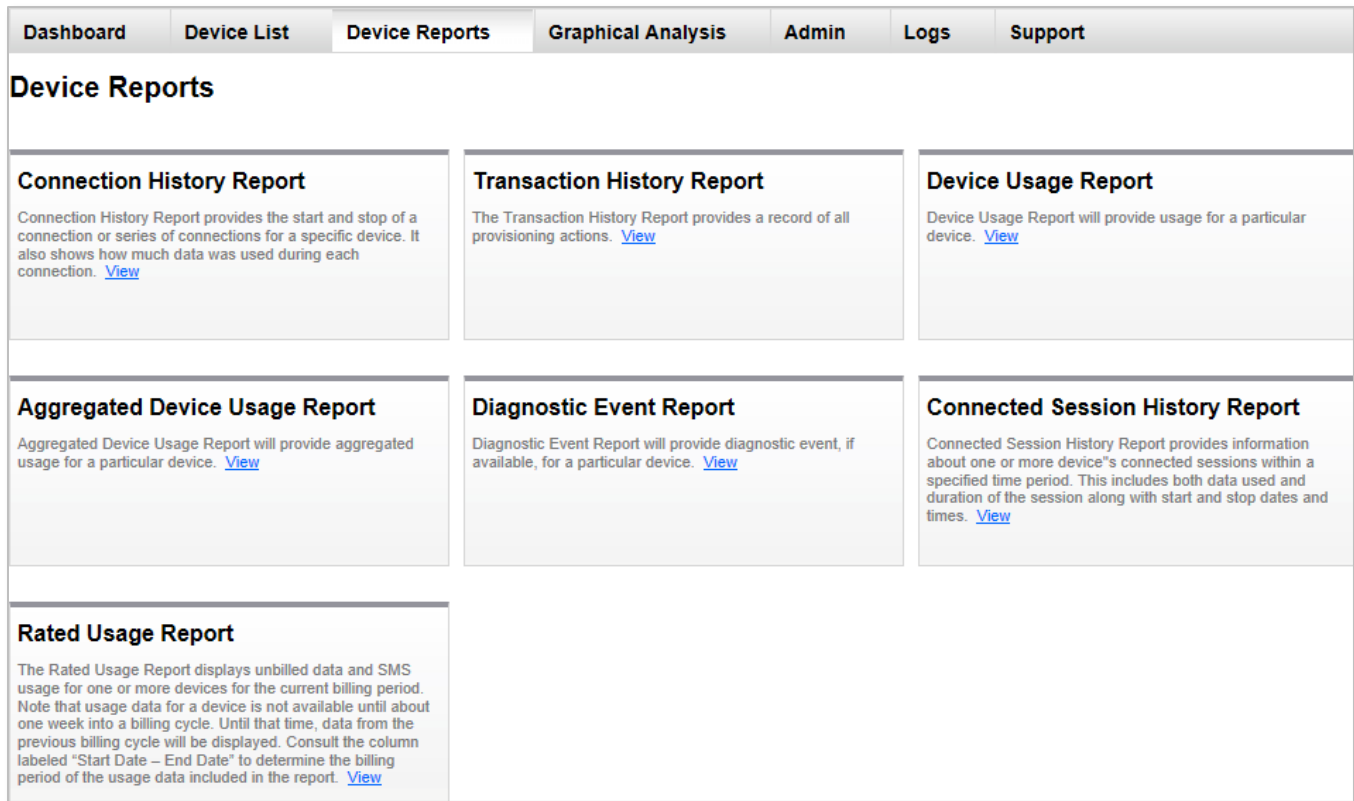 Dashboard Device List Device Reports Graphical Analysis Admin Logs Support
Device Reports
Connection History Report
Connection History Report provides the start and stop of a
connection or series of connections for a specific device. It
also shows how much data was used during each
connection. View
Transaction History Report
The Transaction History Report provides a record of all
provisioning actions. View
Device Usage Report
Device Usage Report will provide usage for a particular
device. View
Aggregated Device Usage Report
Aggregated Device Usage Report will provide aggregated
usage for a particular device. View
Diagnostic Event Report
Diagnostic Event Report will provide diagnostic event, if
available, for a particular device. View
Connected Session History Report
Connected Session History Report provides information
about one or more device"s connected sessions within a
specified time period. This includes both data used and
duration of the session along with start and stop dates and
times. View
Rated Usage Report
The Rated Usage Report displays unbilled data and SMS
usage for one or more devices for the current billing period.
Note that usage data for a device is not available until about
one week into a billing cycle. Until that time, data from the
previous billing cycle will be displayed. Consult the column
labeled “Start Date – End Date” to determine the billing
period of the usage data included in the report. View